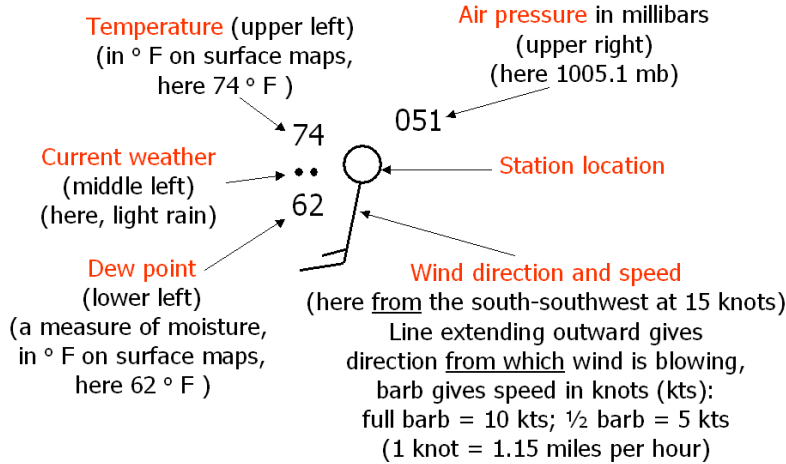 Temperature (upper left)
(in ° F on surface maps,
here 74 ° F )
Air pressure in millibars
(upper right)
(here 1005.1 mb)
74
051
Current weather
(middle left)
(here, light rain)
Station location
62
Dew point
(lower left)
(a measure of moisture,
in ° F on surface maps,
here 62 ° F )
Wind direction and speed
(here from the south-southwest at 15 knots)
Line extending outward gives
direction from which wind is blowing,
barb gives speed in knots (kts):
full barb = 10 kts; ½ barb = 5 kts
(1 knot = 1.15 miles per hour)